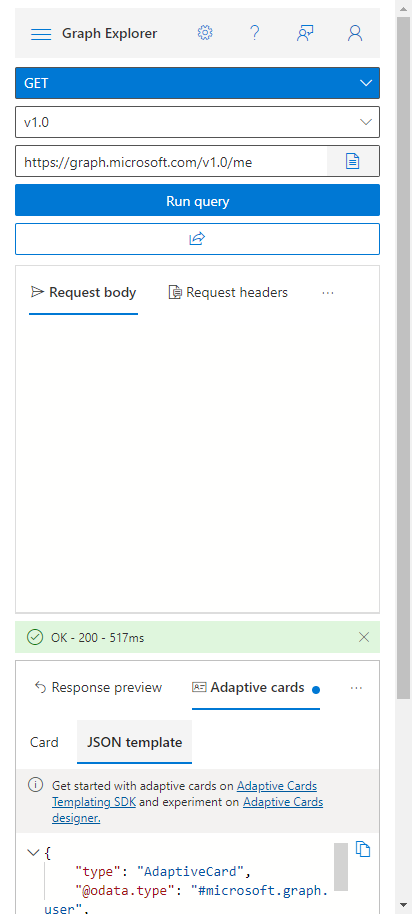 Graph Explorer
GET
v1.0
https://graph.microsoft.com/v1.0/me
Run query
Request body
Request headers
OK - 200 - 517ms
Response preview
Adaptive cards
Card
JSON template
Get started with adaptive cards on Adaptive Cards
Templating SDK and experiment on Adaptive Cards
designer.
{
"type": "AdaptiveCard",
"@odata.type": "#microsoft.graph.
user",